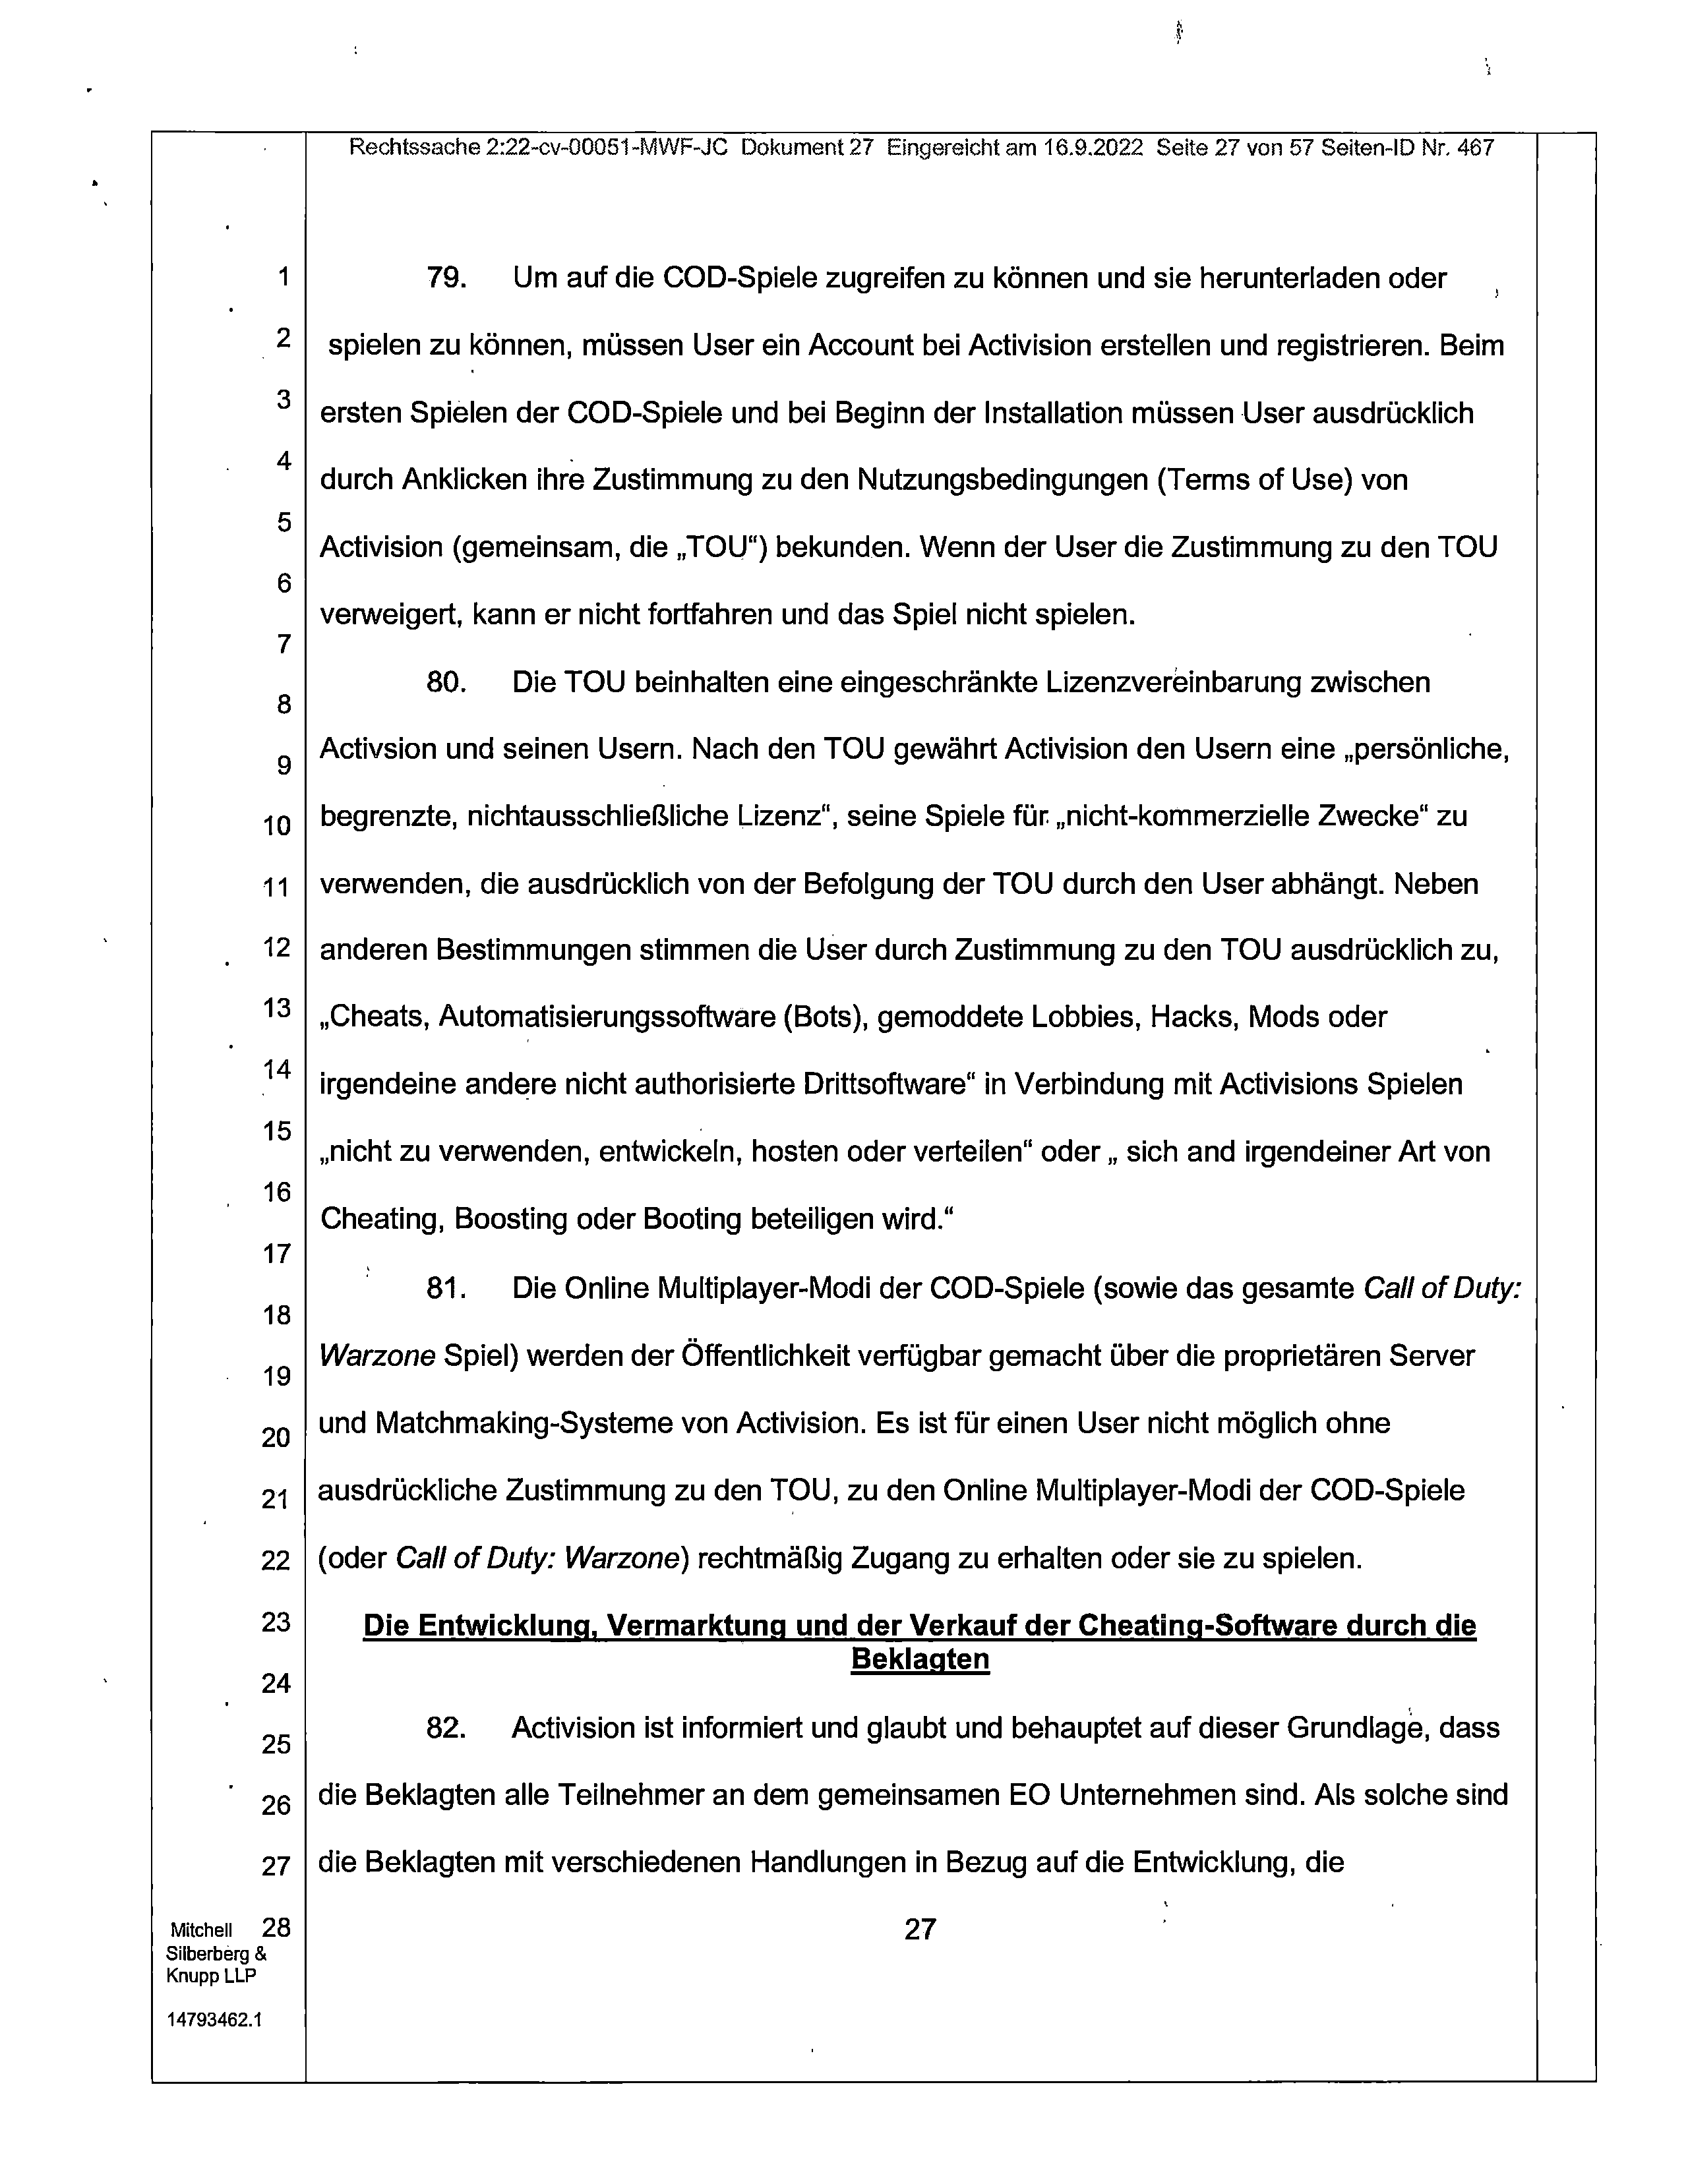 Rechtssache 2:22-cv-00051-MWF-JC Dokument 27 Eingereicht am 16.9.2022 Seite 27 von 57 Seiten-ID Nr. 467
1 79. Um auf die COD-Spiele zugreifen zu können und sie herunterladen oder
2 spielen zu können, müssen User ein Account bei Activision erstellen und registrieren. Beim
3 ersten Spielen der COD-Spiele und bei Beginn der Installation müssen User ausdrücklich
4 durch Anklicken ihre Zustimmung zu den Nutzungsbedingungen (Terms of Use) von
5 Activision (gemeinsam, die „TOU“) bekunden. Wenn der User die Zustimmung zu den TOU
6 verweigert, kann er nicht fortfahren und das Spiel nicht spielen.
7
8 80. Die TOU beinhalten eine eingeschränkte Lizenzvereinbarung zwischen
9 Activsion und seinen Usern. Nach den TOU gewährt Activision den Usern eine „persönliche,
10 begrenzte, nichtausschließliche Lizenz“, seine Spiele für „nicht-kommerzielle Zwecke“ zu
11 verwenden, die ausdrücklich von der Befolgung der TOU durch den User abhängt. Neben
12 anderen Bestimmungen stimmen die User durch Zustimmung zu den TOU ausdrücklich zu,
13 „Cheats, Automatisierungssoftware (Bots), gemoddete Lobbies, Hacks, Mods oder
14 irgendeine andere nicht authorisierte Drittsoftware“ in Verbindung mit Activisions Spielen
15 „nicht zu verwenden, entwickeln, hosten oder verteilen“ oder „ sich and irgendeiner Art von
16 Cheating, Boosting oder Booting beteiligen wird.“
17
18 81. Die Online Multiplayer-Modi der COD-Spiele (sowie das gesamte Call of Duty:
19 Warzone Spiel) werden der Öffentlichkeit verfügbar gemacht über die proprietären Server
20 und Matchmaking-Systeme von Activision. Es ist für einen User nicht möglich ohne
21 ausdrückliche Zustimmung zu den TOU, zu den Online Multiplayer-Modi der COD-Spiele
22 (oder Call of Duty: Warzone) rechtmäßig Zugang zu erhalten oder sie zu spielen.
23 Die Entwicklung, Vermarktung und der Verkauf der Cheating-Software durch die
24 Beklagten
25 82. Activision ist informiert und glaubt und behauptet auf dieser Grundlage, dass
26 die Beklagten alle Teilnehmer an dem gemeinsamen EO Unternehmen sind. Als solche sind
27 die Beklagten mit verschiedenen Handlungen in Bezug auf die Entwicklung, die
28 27
Mitchell
Silberberg &
Knupp LLP
14793462.1